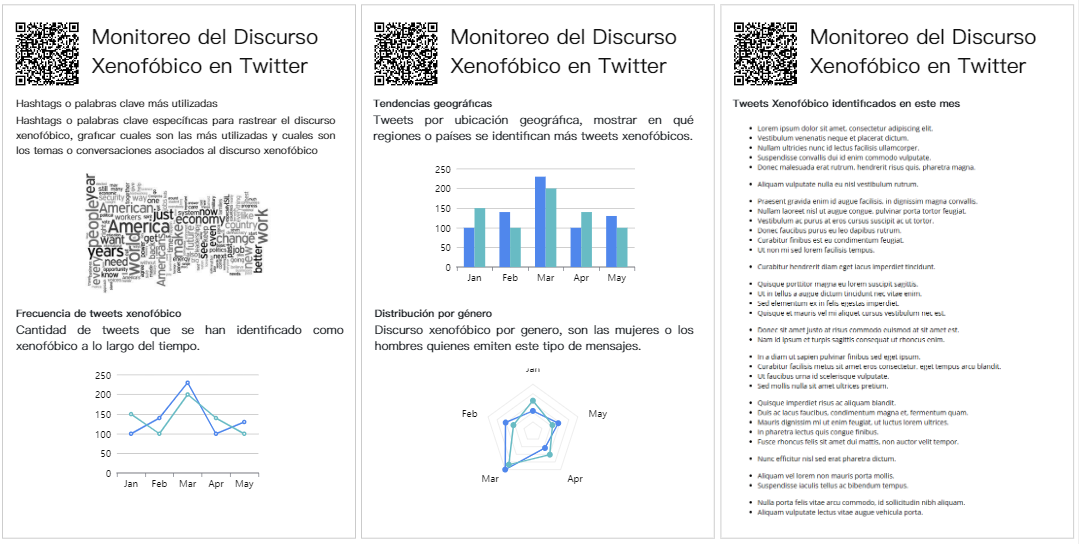 Monitoreo del Discurso
Xenofóbico en Twitter
Hashtags o palabras clave más utilizadas
Hashtags o palabras clave específicas para rastrear el discurso
xenofóbico, graficar cuales son las más utilizadas y cuales son
los temas o conversaciones asociados al discurso xenofóbico
people
year
still
security
way
one
American
workers
just
America
get
want
years
world
need
every
know
opportunity
Americans
make
economy
system
now
future
see
even
country
like
change
job
new
better
work
Frecuencia de tweets xenofóbico
Cantidad de tweets que se han identificado como
xenofóbico a lo largo del tiempo.
250
200
150
100
50
0
Jan Feb Mar Apr May
Monitoreo del Discurso
Xenofóbico en Twitter
Tendencias geográficas
Tweets por ubicación geográfica, mostrar en qué
regiones o países se identifican más tweets xenofóbicos.
250
200
150
100
50
0
Jan Feb Mar Apr May
Distribución por género
Discurso xenofóbico por genero, son las mujeres o los
hombres quienes emiten este tipo de mensajes.
Jan
Feb May
Mar Apr
Monitoreo del Discurso
Xenofóbico en Twitter
Tweets Xenofóbico identificados en este mes
Lorem ipsum dolor sit amet, consectetur adipiscing elit.
Vestibulum venenatis neque et placerat dictum.
Nullam ultricies nunc id lectus facilisis ullamcorper.
Suspendisse convallis dui id enim commodo vulputate.
Donec malesuada erat rutrum, hendrerit risus quis, pharetra magna.
Aliquam vulputate nulla eu nisl vestibulum rutrum.
Praesent gravida enim id augue facilisis, in dignissim magna convallis.
Nullam laoreet nisl ut augue congue, pulvinar porta tortor feugiat.
Vestibulum ac purus at eros cursus suscipit ac ut tortor.
Donec faucibus purus eu leo dapibus rutrum.
Curabitur finibus est eu condimentum feugiat.
Ut non mi sed lorem facilisis tempus.
Curabitur hendrerit diam eget lacus imperdiet tincidunt.
Quisque porttitor magna eu lorem suscipit sagittis.
Ut in tellus a augue dictum tincidunt nec vitae enim.
Sed elementum ex in felis egestas imperdiet.
Quisque et mauris vel mi aliquet cursus vestibulum nec est.
Donec sit amet justo at risus commodo euismod at sit amet est.
Nam id ipsum et turpis sagittis consequat ut rhoncus enim.
In a diam ut sapien pulvinar finibus sed eget ipsum.
Curabitur facilisis metus sit amet eros consectetur, eget tempus arcu blandit.
Ut faucibus urna id scelerisque vulputate.
Sed mollis nulla sit amet ultrices pretium.
Quisque imperdiet risus ac aliquam blandit.
Duis ac lacus faucibus, condimentum magna et, fermentum quam.
Mauris dignissim mi ut enim feugiat, ut luctus lorem ultrices.
In pharetra lectus quis congue finibus.
Fusce rhoncus felis sit amet dui mattis, non auctor velit tempor.
Nunc efficitur nisl sed erat pharetra dictum.
Aliquam vel lorem non mauris porta mollis.
Suspendisse iaculis tellus ac bibendum tempus.
Nulla porta felis vitae arcu commodo, id sollicitudin nibh aliquam.
Aliquam vulputate lectus vitae augue vehicula porta.